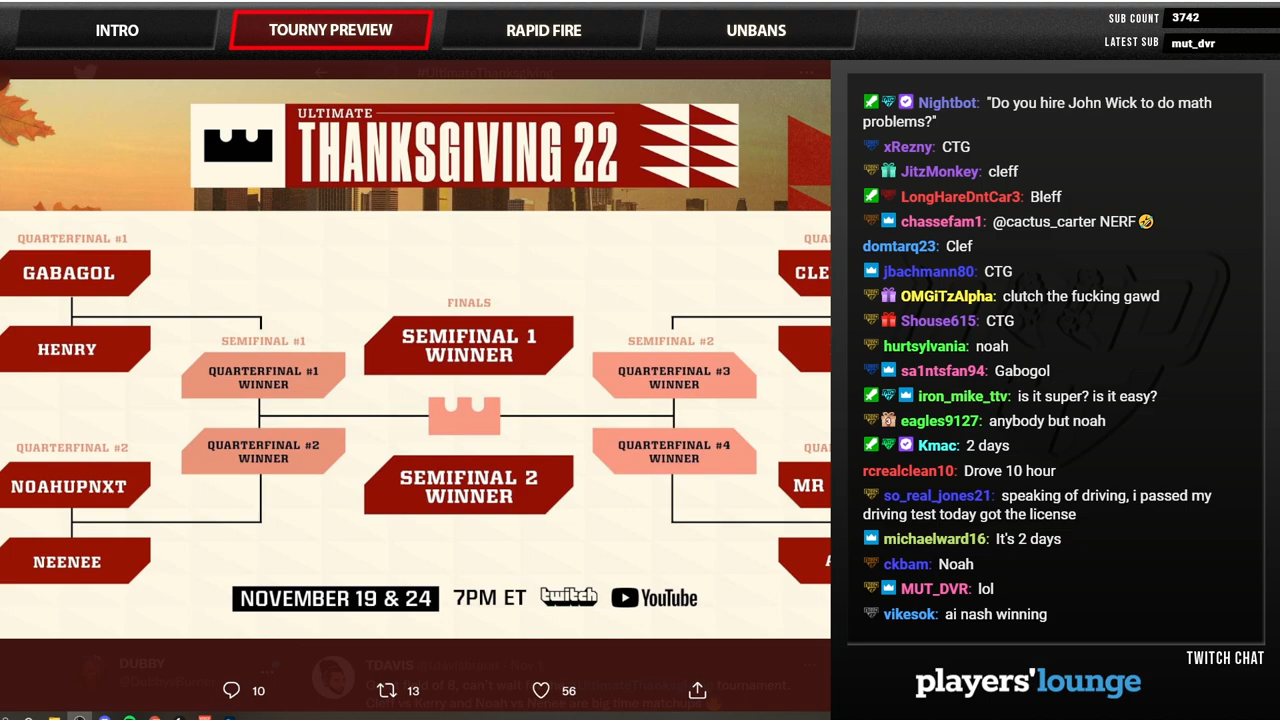 INTRO
TOURNY PREVIEW
RAPID FIRE
UNBANS
SUB COUNT 3742
LATEST SUB mut_dvr
#UltimateThanksgiving
ULTIMATE
THANKSGIVING 22
QUARTERFINAL #1
GABAGOL
HENRY
QUARTERFINAL #2
NOAHUPNXT
NEENEE
SEMIFINAL #1
QUARTERFINAL #1
WINNER
QUARTERFINAL #2
WINNER
FINALS
SEMIFINAL 1
WINNER
SEMIFINAL 2
WINNER
SEMIFINAL #2
QUARTERFINAL #3
WINNER
QUARTERFINAL #4
WINNER
QUA
CLE
QUA
MR
A
NOVEMBER 19 & 24 7PM ET twitch YouTube
DUBBY
TDAVIS
10 13 56
Nightbot: "Do you hire John Wick to do math
problems?"
xRezny: CTG
JitzMonkey: cleff
LongHareDntCar3: Bleff
chassefam1: @cactus_carter NERF 🤣
domtarq23: Clef
jbachmann80: CTG
OMGiTzAlpha: clutch the fucking gawd
Shouse615: CTG
hurtsylvania: noah
sa1ntsfan94: Gabogol
iron_mike_ttv: is it super? is it easy?
eagles9127: anybody but noah
Kmac: 2 days
rcrealclean10: Drove 10 hour
so_real_jones21: speaking of driving, i passed my
driving test today got the license
michaelward16: It's 2 days
ckbam: Noah
MUT_DVR: lol
vikesok: ai nash winning
TWITCH CHAT
players'lounge